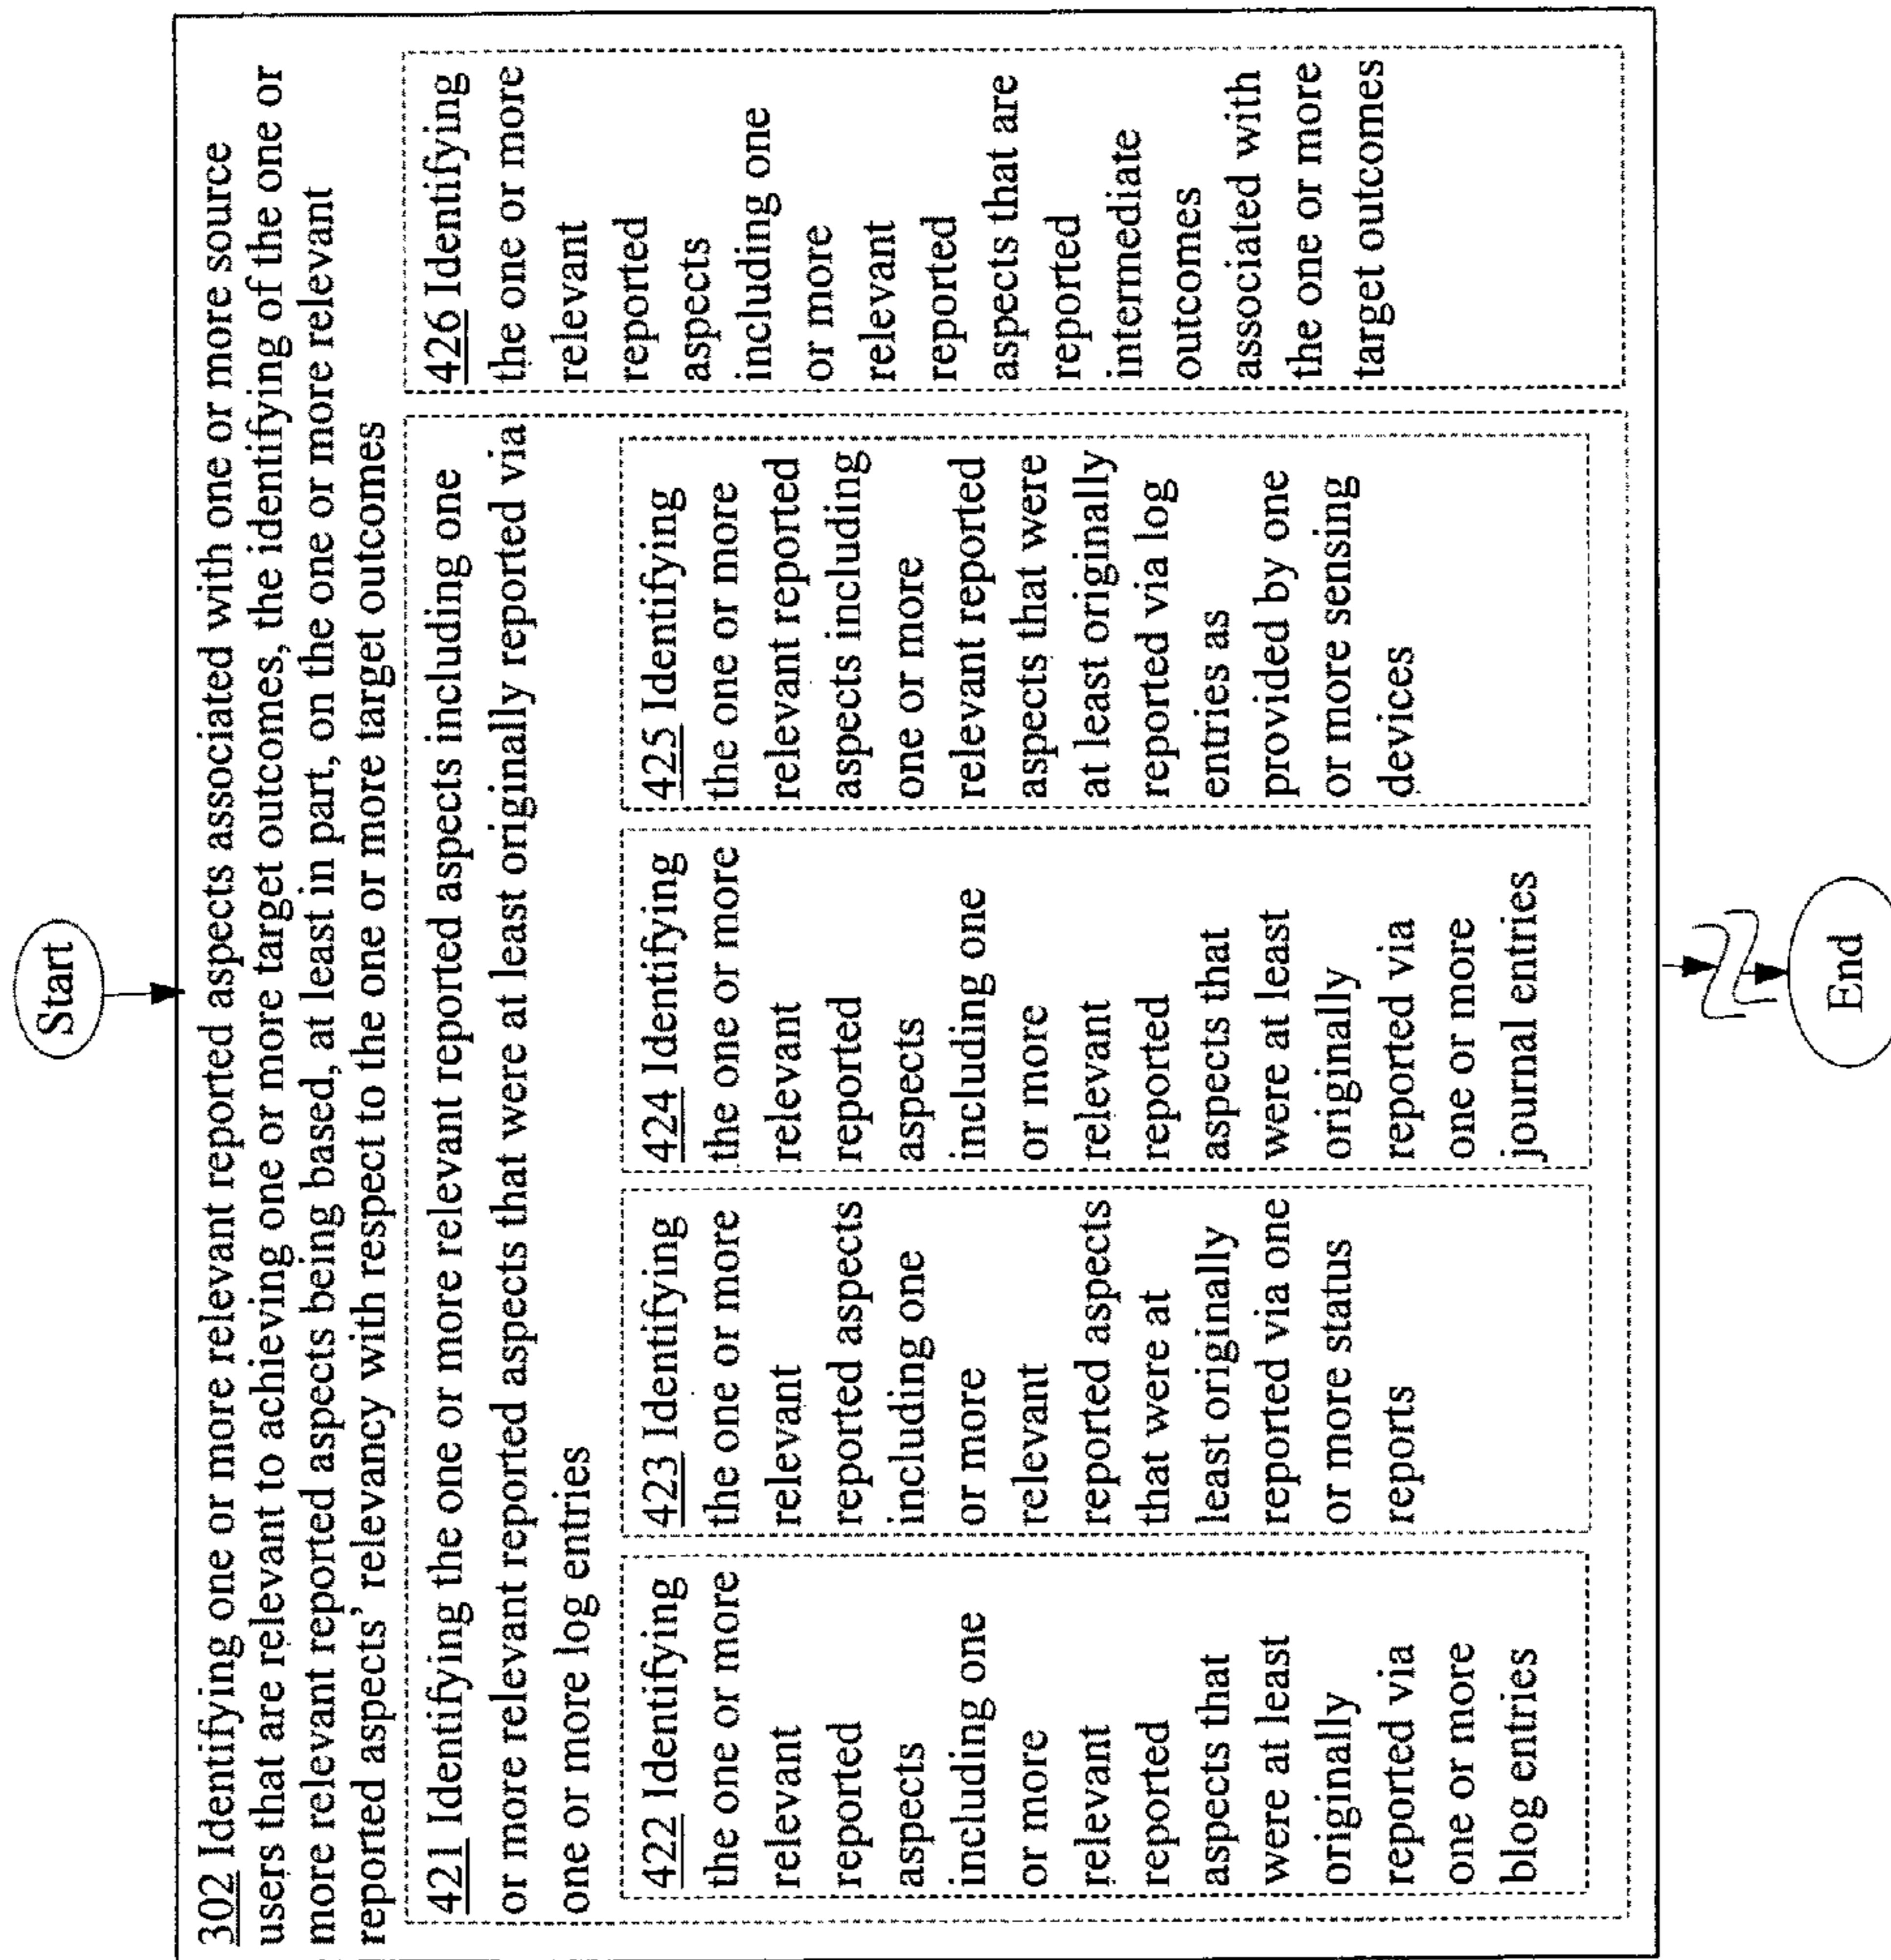 Start
302 Identifying one or more relevant reported aspects associated with one or more source
users that are relevant to achieving one or more target outcomes, the identifying of the one or
more relevant reported aspects being based, at least in part, on the one or more relevant
reported aspects' relevancy with respect to the one or more target outcomes
421 Identifying the one or more relevant reported aspects including one
or more relevant reported aspects that were at least originally reported via
one or more log entries
422 Identifying
the one or more
relevant
reported
aspects
including one
or more
relevant
reported
aspects that
were at least
originally
reported via
one or more
blog entries
423 Identifying
the one or more
relevant
reported aspects
including one
or more
relevant
reported aspects
that were at
least originally
reported via one
or more status
reports
424 Identifying
the one or more
relevant
reported
aspects
including one
or more
relevant
reported
aspects that
were at least
originally
reported via
one or more
journal entries
425 Identifying
the one or more
relevant reported
aspects including
one or more
relevant reported
aspects that were
at least originally
reported via log
entries as
provided by one
or more sensing
devices
426 Identifying
the one or more
relevant
reported
aspects
including one
or more
relevant
reported
aspects that are
reported
intermediate
outcomes
associated with
the one or more
target outcomes
End